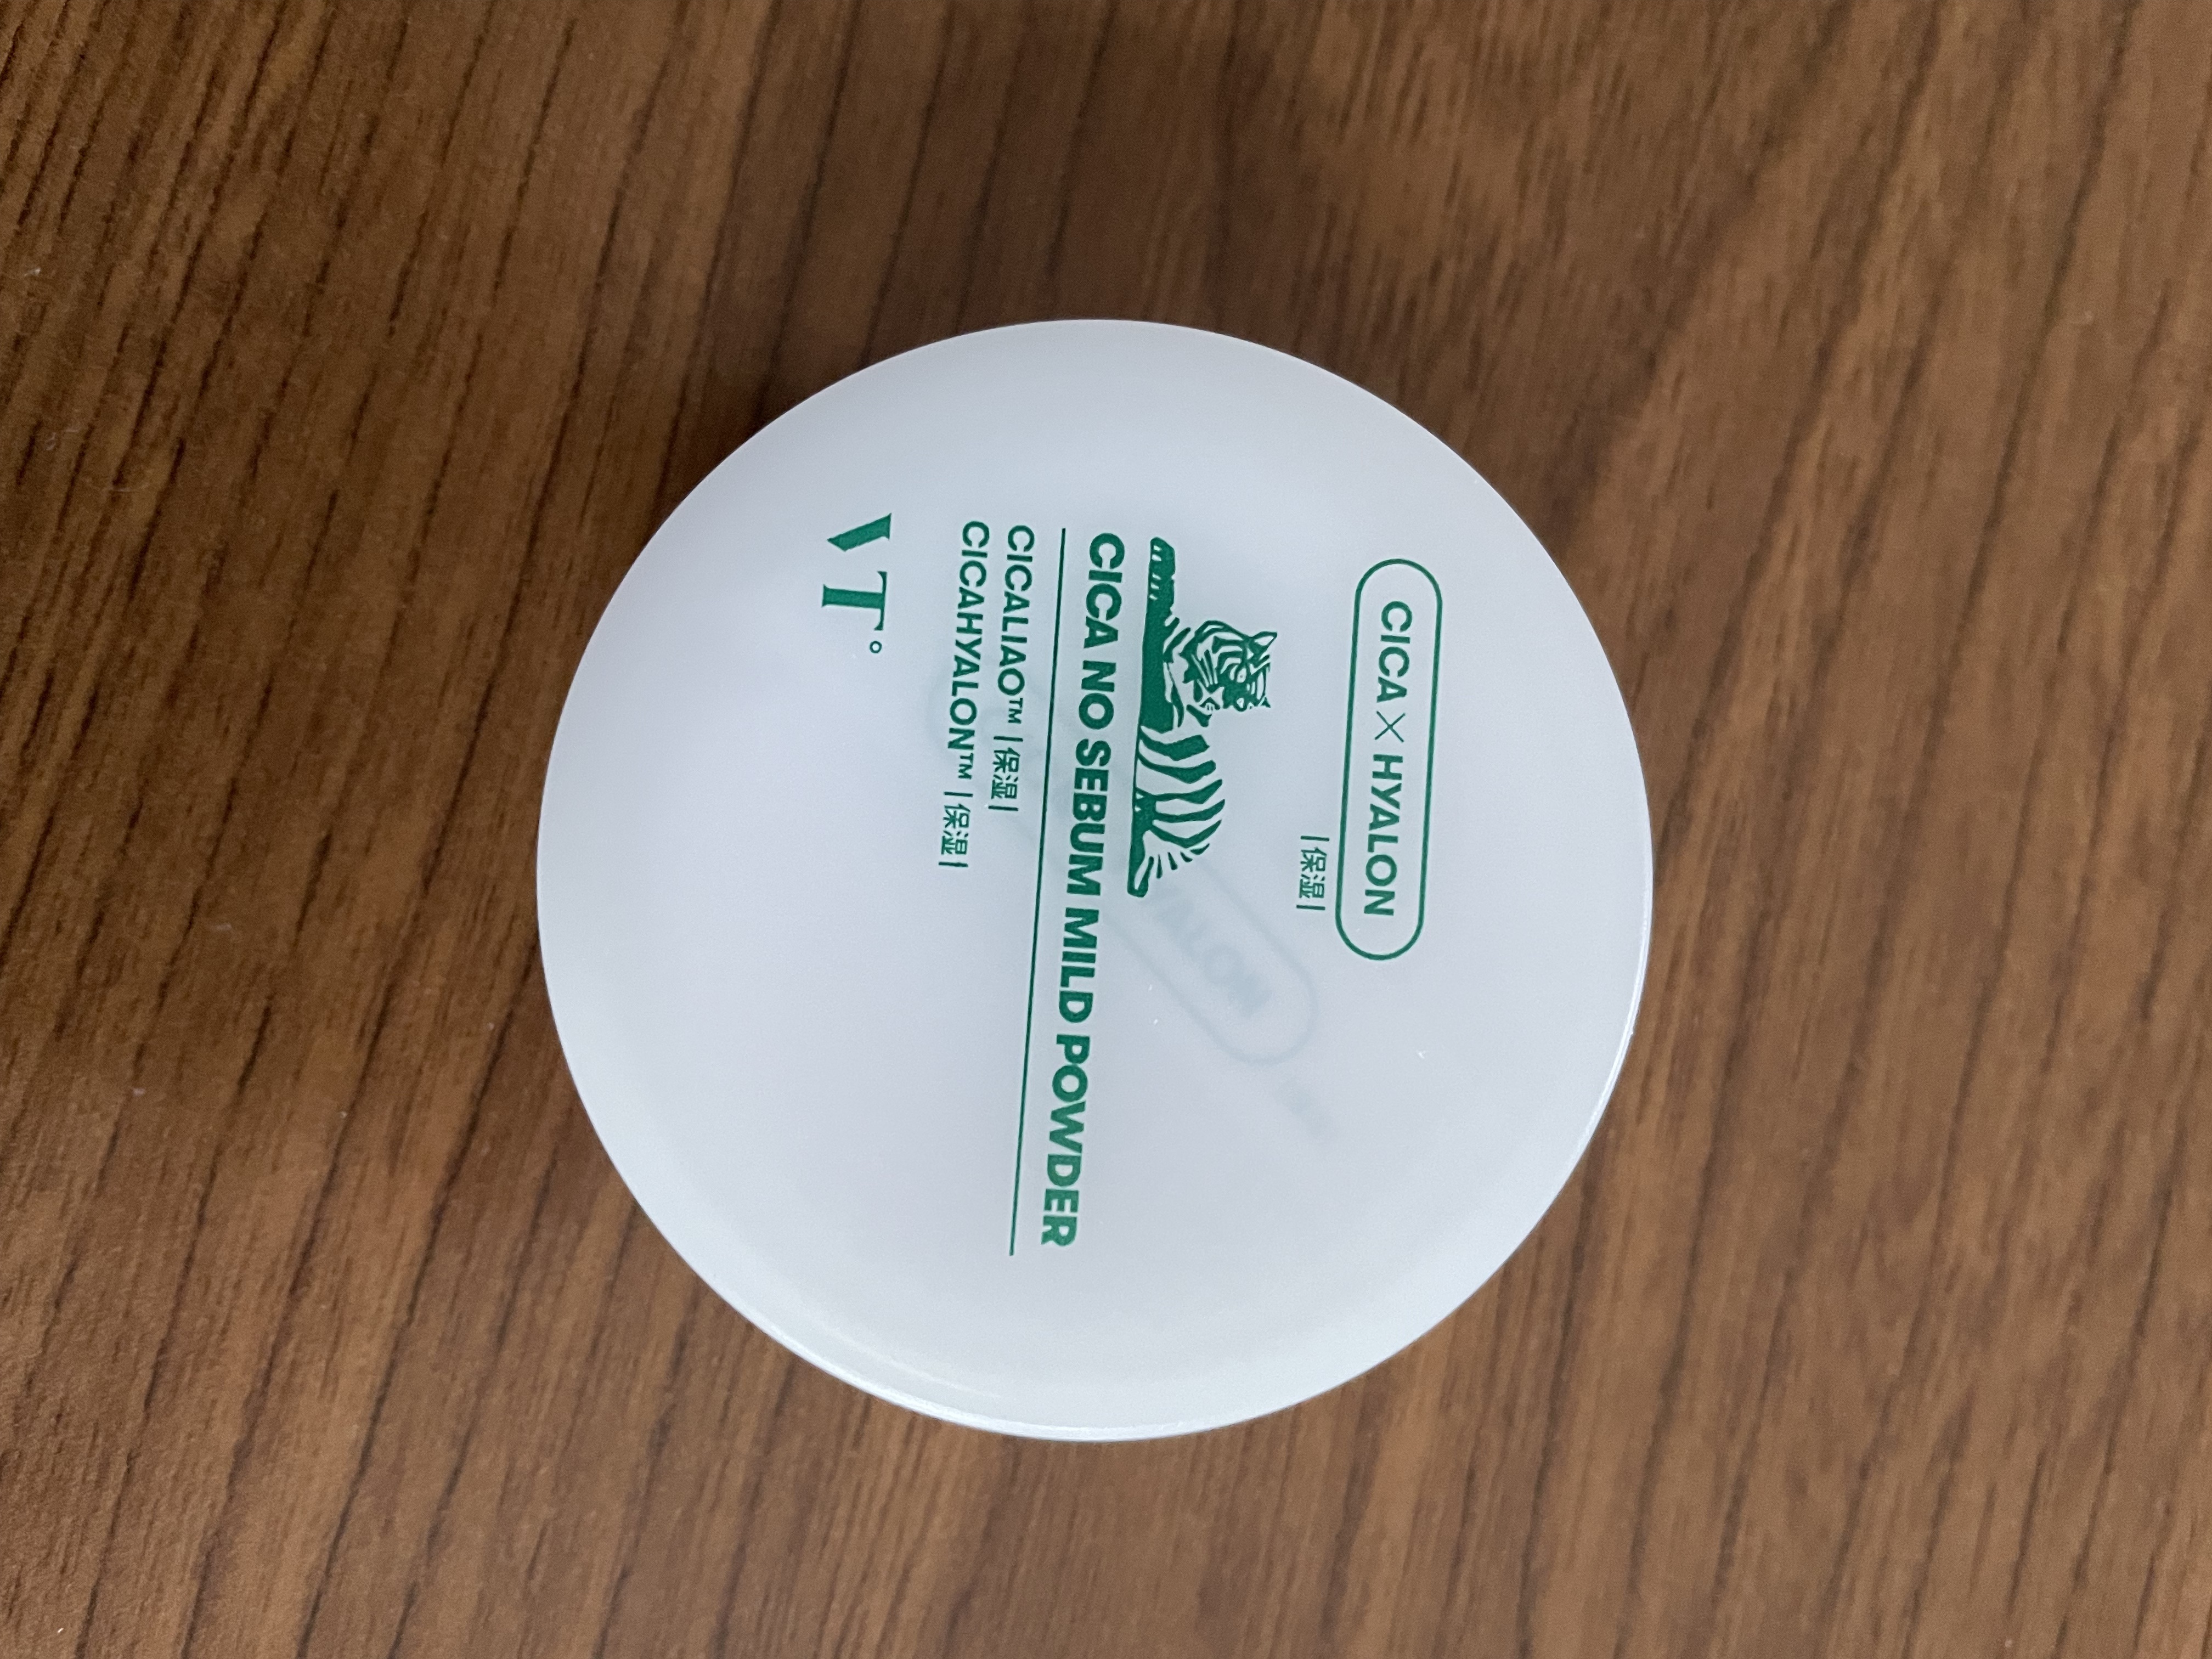 CICA × HYALON
|保湿|
CICA NO SEBUM MILD POWDER
CICALIAO™ |保湿|
CICAHYALON™ |保湿|
VT°